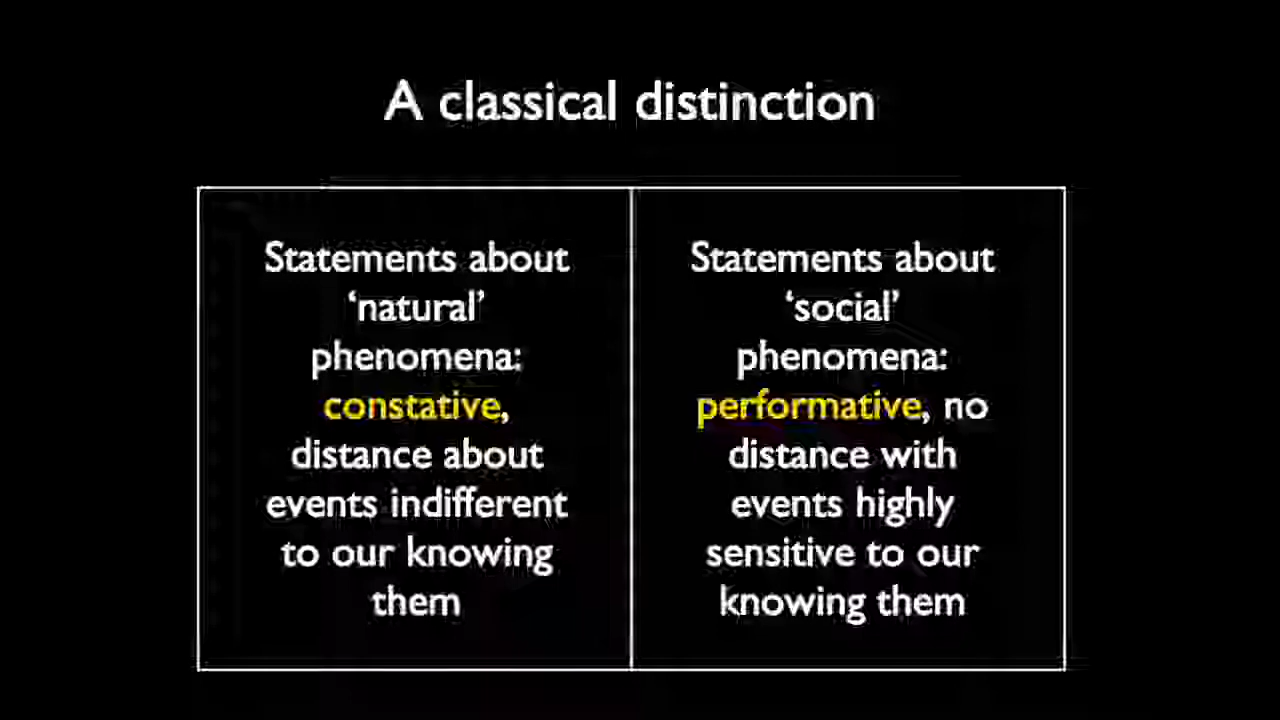 A classical distinction
Statements about
‘natural’
phenomena:
constative,
distance about
events indifferent
to our knowing
them
Statements about
‘social’
phenomena:
performative, no
distance with
events highly
sensitive to our
knowing them